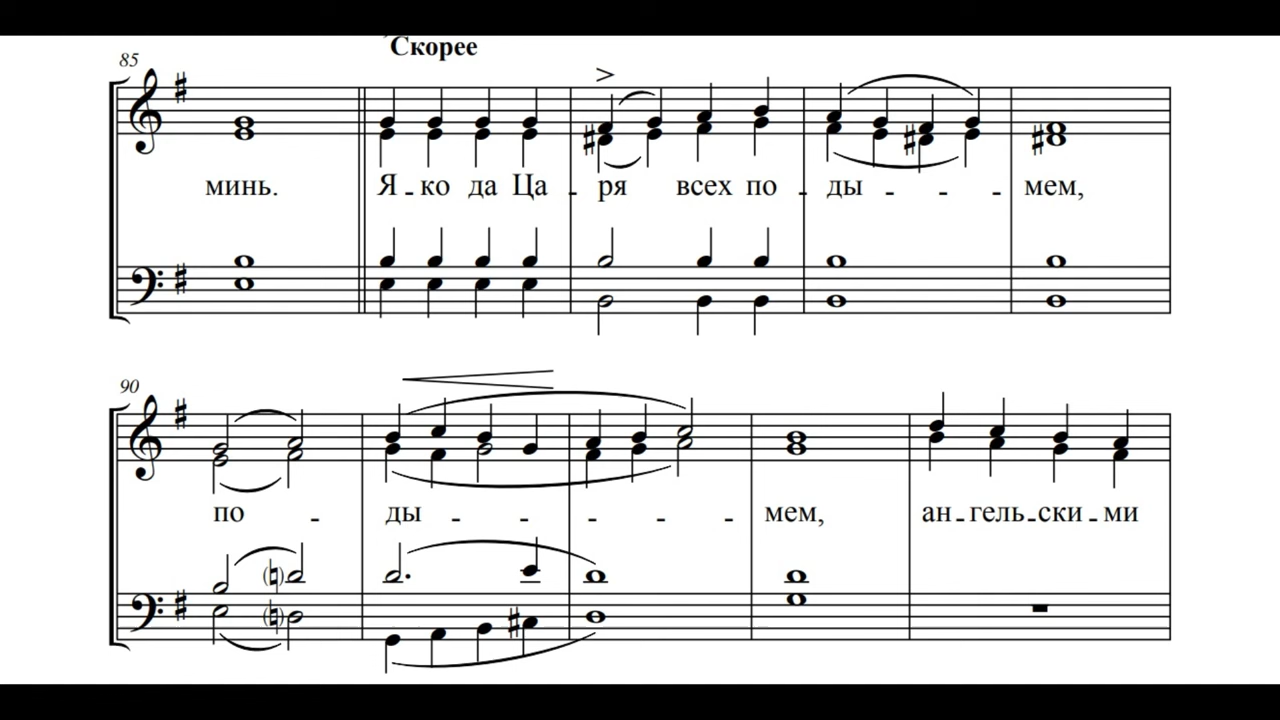 Скорее
85
минь. Я - ко да Ца - ря всех по - ды - - - мем,
90
по - ды - - - - - мем, ан - гель - ски - ми